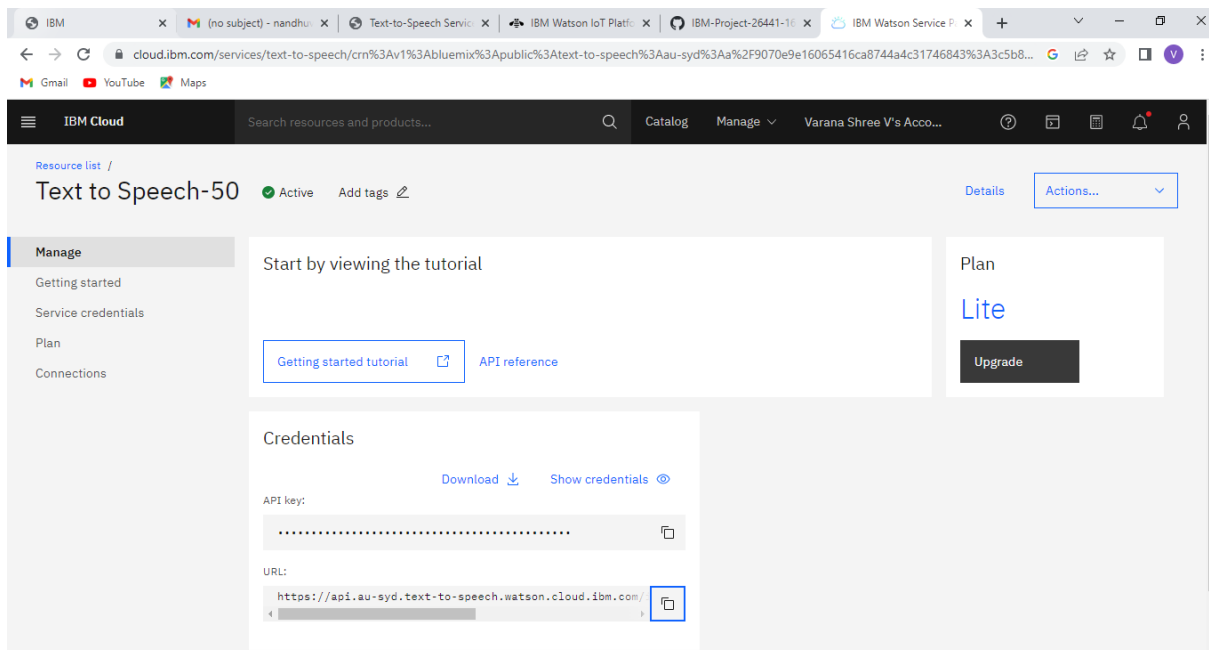 IBM
(no subject) - nandhu
Text-to-Speech Servic
IBM Watson IoT Platfo
IBM-Project-26441-16
IBM Watson Service P
cloud.ibm.com/services/text-to-speech/crn%3Av1%3Abluemix%3Apublic%3Atext-to-speech%3Aau-syd%3Aa%2F9070e9e16065416ca8744a4c31746843%3A3c5b8...
V
Gmail
YouTube
Maps
IBM Cloud
Search resources and products...
Catalog
Manage
Varana Shree V's Acco...
Resource list /
Text to Speech-50
Active
Add tags
Details
Actions...
Manage
Getting started
Service credentials
Plan
Connections
Start by viewing the tutorial
Getting started tutorial
API reference
Plan
Lite
Upgrade
Credentials
Download
Show credentials
API key:
URL:
https://api.au-syd.text-to-speech.watson.cloud.ibm.com/